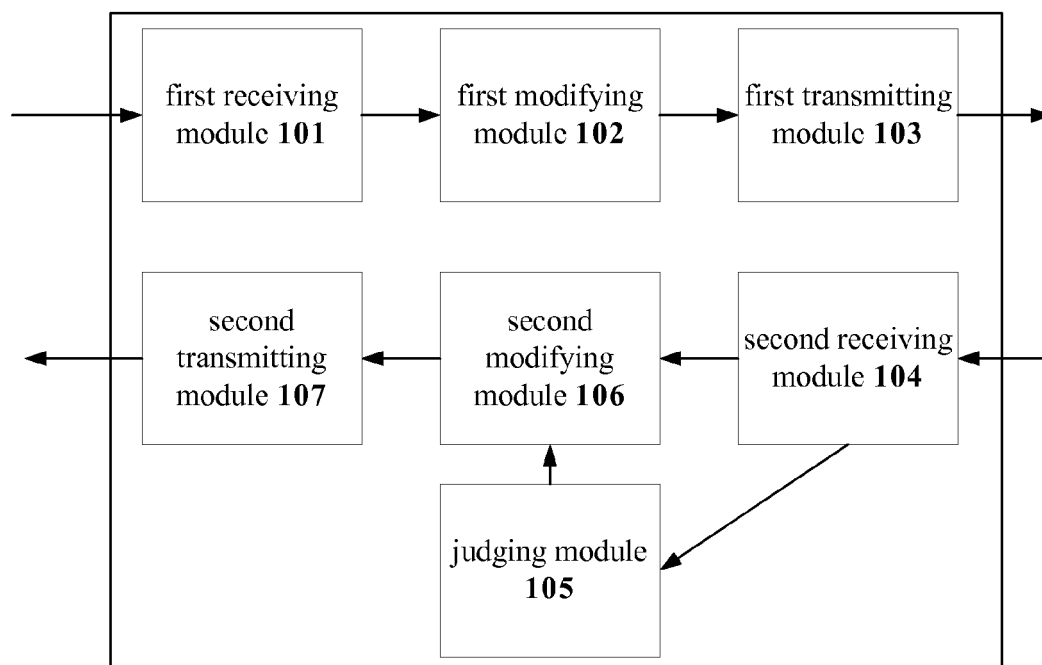 first receiving
module 101
first modifying
module 102
first transmitting
module 103
second
transmitting
module 107
second
modifying
module 106
second receiving
module 104
judging module
105